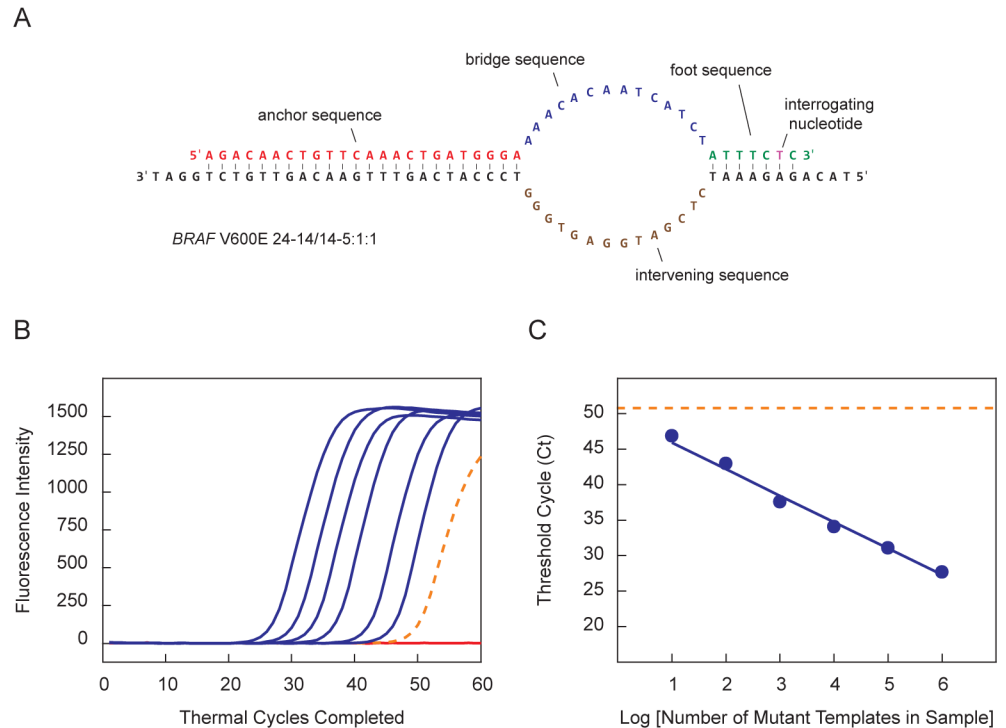 A
bridge sequence
foot sequence
interrogating
nucleotide
anchor sequence
AAACACAATCATCT
5'AGACAACTGTTCAAACTGATGGGA
ATTTCTC3'
3'TAGGTCTGTTGACAAGTTTGACTACCCT
TAAAGAGACAT5'
GGGTGAGGTAGCTC
BRAF V600E 24-14/14-5:1:1
intervening sequence
B
1500
1250
1000
750
500
250
0
Fluorescence Intensity
0 10 20 30 40 50 60
Thermal Cycles Completed
C
50
45
40
35
30
25
20
Threshold Cycle (Ct)
1 2 3 4 5 6
Log [Number of Mutant Templates in Sample]